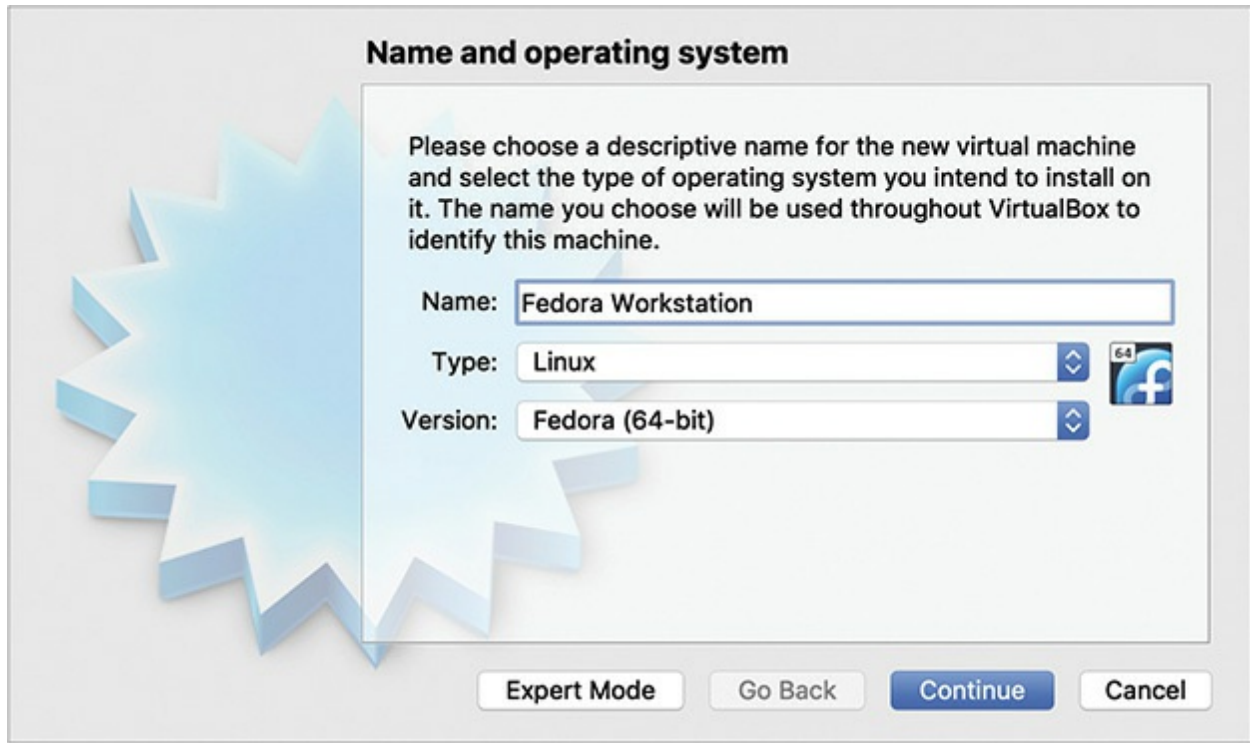 Name and operating system
Please choose a descriptive name for the new virtual machine
and select the type of operating system you intend to install on
it. The name you choose will be used throughout VirtualBox to
identify this machine.
Name: Fedora Workstation
Type: Linux
64
Version: Fedora (64-bit)
Expert Mode Go Back Continue Cancel